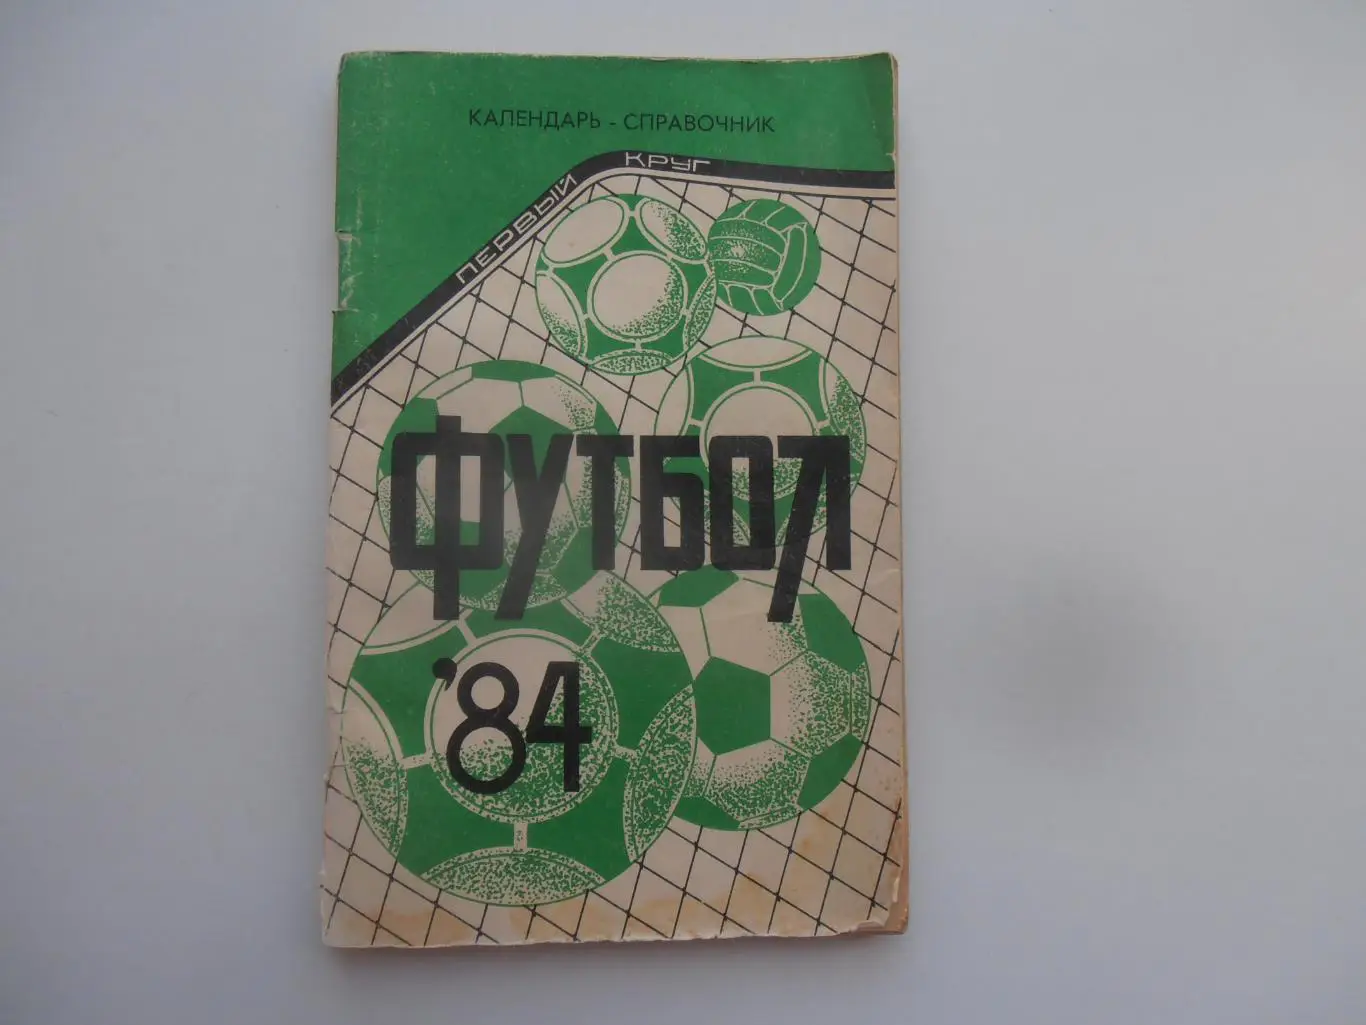 КАЛЕНДАРЬ - СПРАВОЧНИК
ПЕРВЫЙ КРУГ
ФУТБОЛ
'84